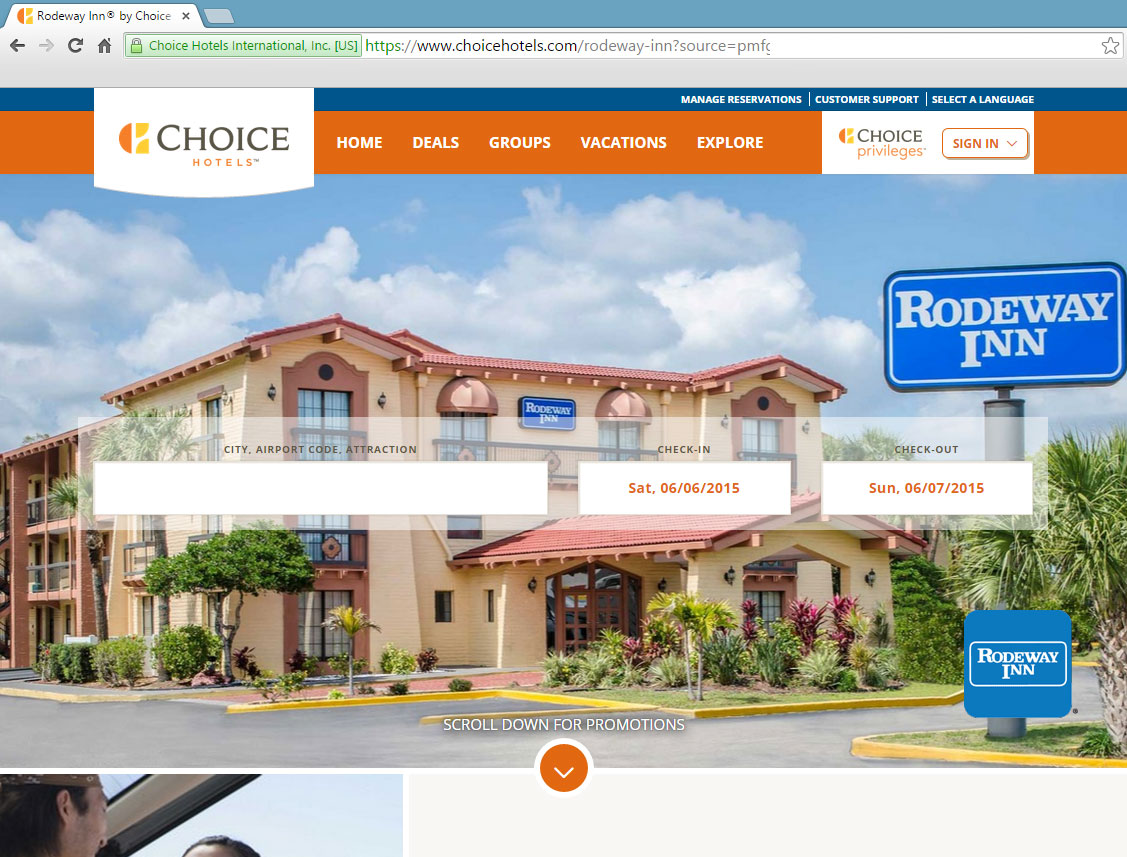 Rodeway Inn® by Choice
Choice Hotels International, Inc. [US]
https://www.choicehotels.com/rodeway-inn?source=pmf
MANAGE RESERVATIONS
CUSTOMER SUPPORT
SELECT A LANGUAGE
CHOICE
HOTELS™
HOME
DEALS
GROUPS
VACATIONS
EXPLORE
CHOICE
privileges
SIGN IN
RODEWAY
INN
RODEWAY
INN
CITY, AIRPORT CODE, ATTRACTION
CHECK-IN
CHECK-OUT
Sat, 06/06/2015
Sun, 06/07/2015
RODEWAY
INN
®
SCROLL DOWN FOR PROMOTIONS